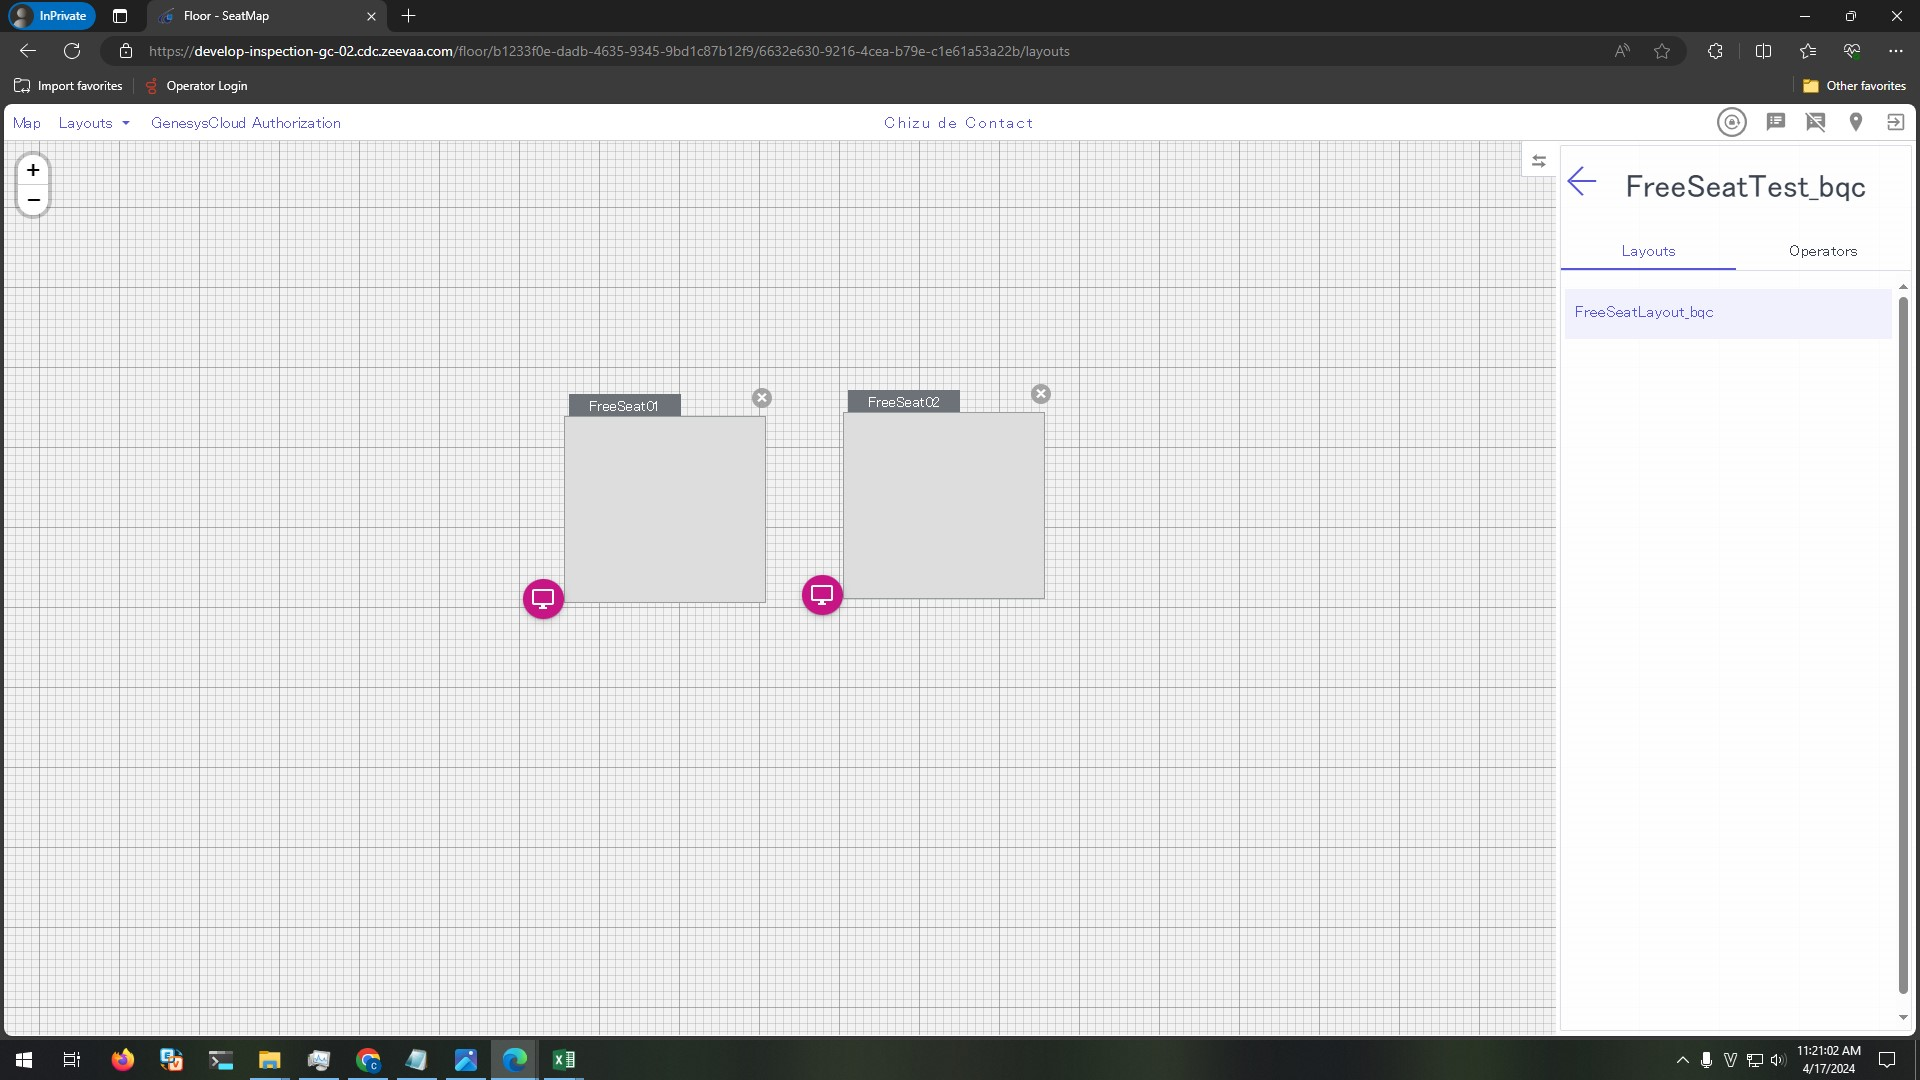 InPrivate
Floor - SeatMap
https://develop-inspection-gc-02.cdc.zeevaa.com/floor/b1233f0e-dadb-4635-9345-9bd1c87b12f9/6632e630-9216-4cea-b79e-c1e61a53a22b/layouts
Import favorites
Operator Login
Other favorites
Map
Layouts
GenesysCloud Authorization
Chizu de Contact
+
−
FreeSeatTest_bqc
Layouts
Operators
FreeSeatLayout_bqc
FreeSeat01
FreeSeat02
11:21:02 AM
4/17/2024